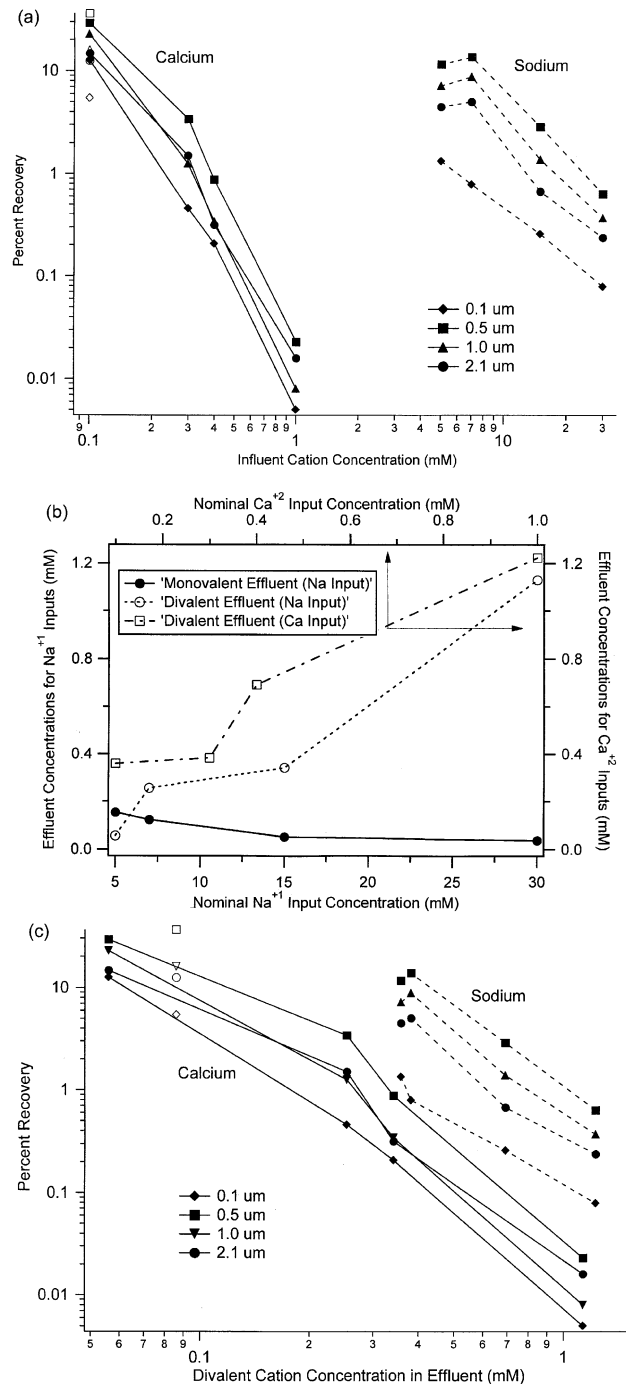 (a)
Calcium
Sodium
10
1
0.1
0.01
Percent Recovery
0.1 um
0.5 um
1.0 um
2.1 um
9 0.1 2 3 4 5 6 7 8 9 1 2 3 4 5 6 7 8 9 10 2 3
Influent Cation Concentration (mM)
(b)
Nominal Ca+2 Input Concentration (mM)
0.2 0.4 0.6 0.8 1.0
'Monovalent Effluent (Na Input)'
'Divalent Effluent (Na Input)'
'Divalent Effluent (Ca Input)'
1.2
0.8
0.4
0.0
Effluent Concentrations for Na+1 Inputs (mM)
1.2
0.8
0.4
0.0
Effluent Concentrations for Ca+2 Inputs (mM)
5 10 15 20 25 30
Nominal Na+1 Input Concentration (mM)
(c)
Sodium
Calcium
10
1
0.1
0.01
Percent Recovery
0.1 um
0.5 um
1.0 um
2.1 um
5 6 7 8 9 0.1 2 3 4 5 6 7 8 9 1
Divalent Cation Concentration in Effluent (mM)